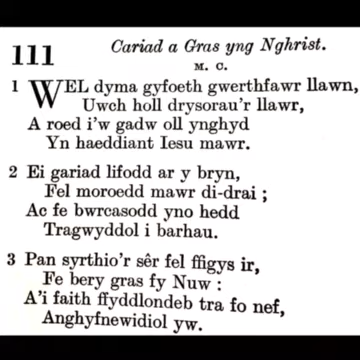 111
Cariad a Gras yng Nghrist.
M. C.
1 WEL dyma gyfoeth gwerthfawr llawn,
Uwch holl drysorau'r llawr,
A roed i'w gadw oll ynghyd
Yn haeddiant Iesu mawr.
2 Ei gariad lifodd ar y bryn,
Fel moroedd mawr di-drai ;
Ac fe bwrcasodd yno hedd
Tragwyddol i barhau.
3 Pan syrthio'r sêr fel ffigys ir,
Fe bery gras fy Nuw :
A'i faith ffyddlondeb tra fo nef,
Anghyfnewidiol yw.